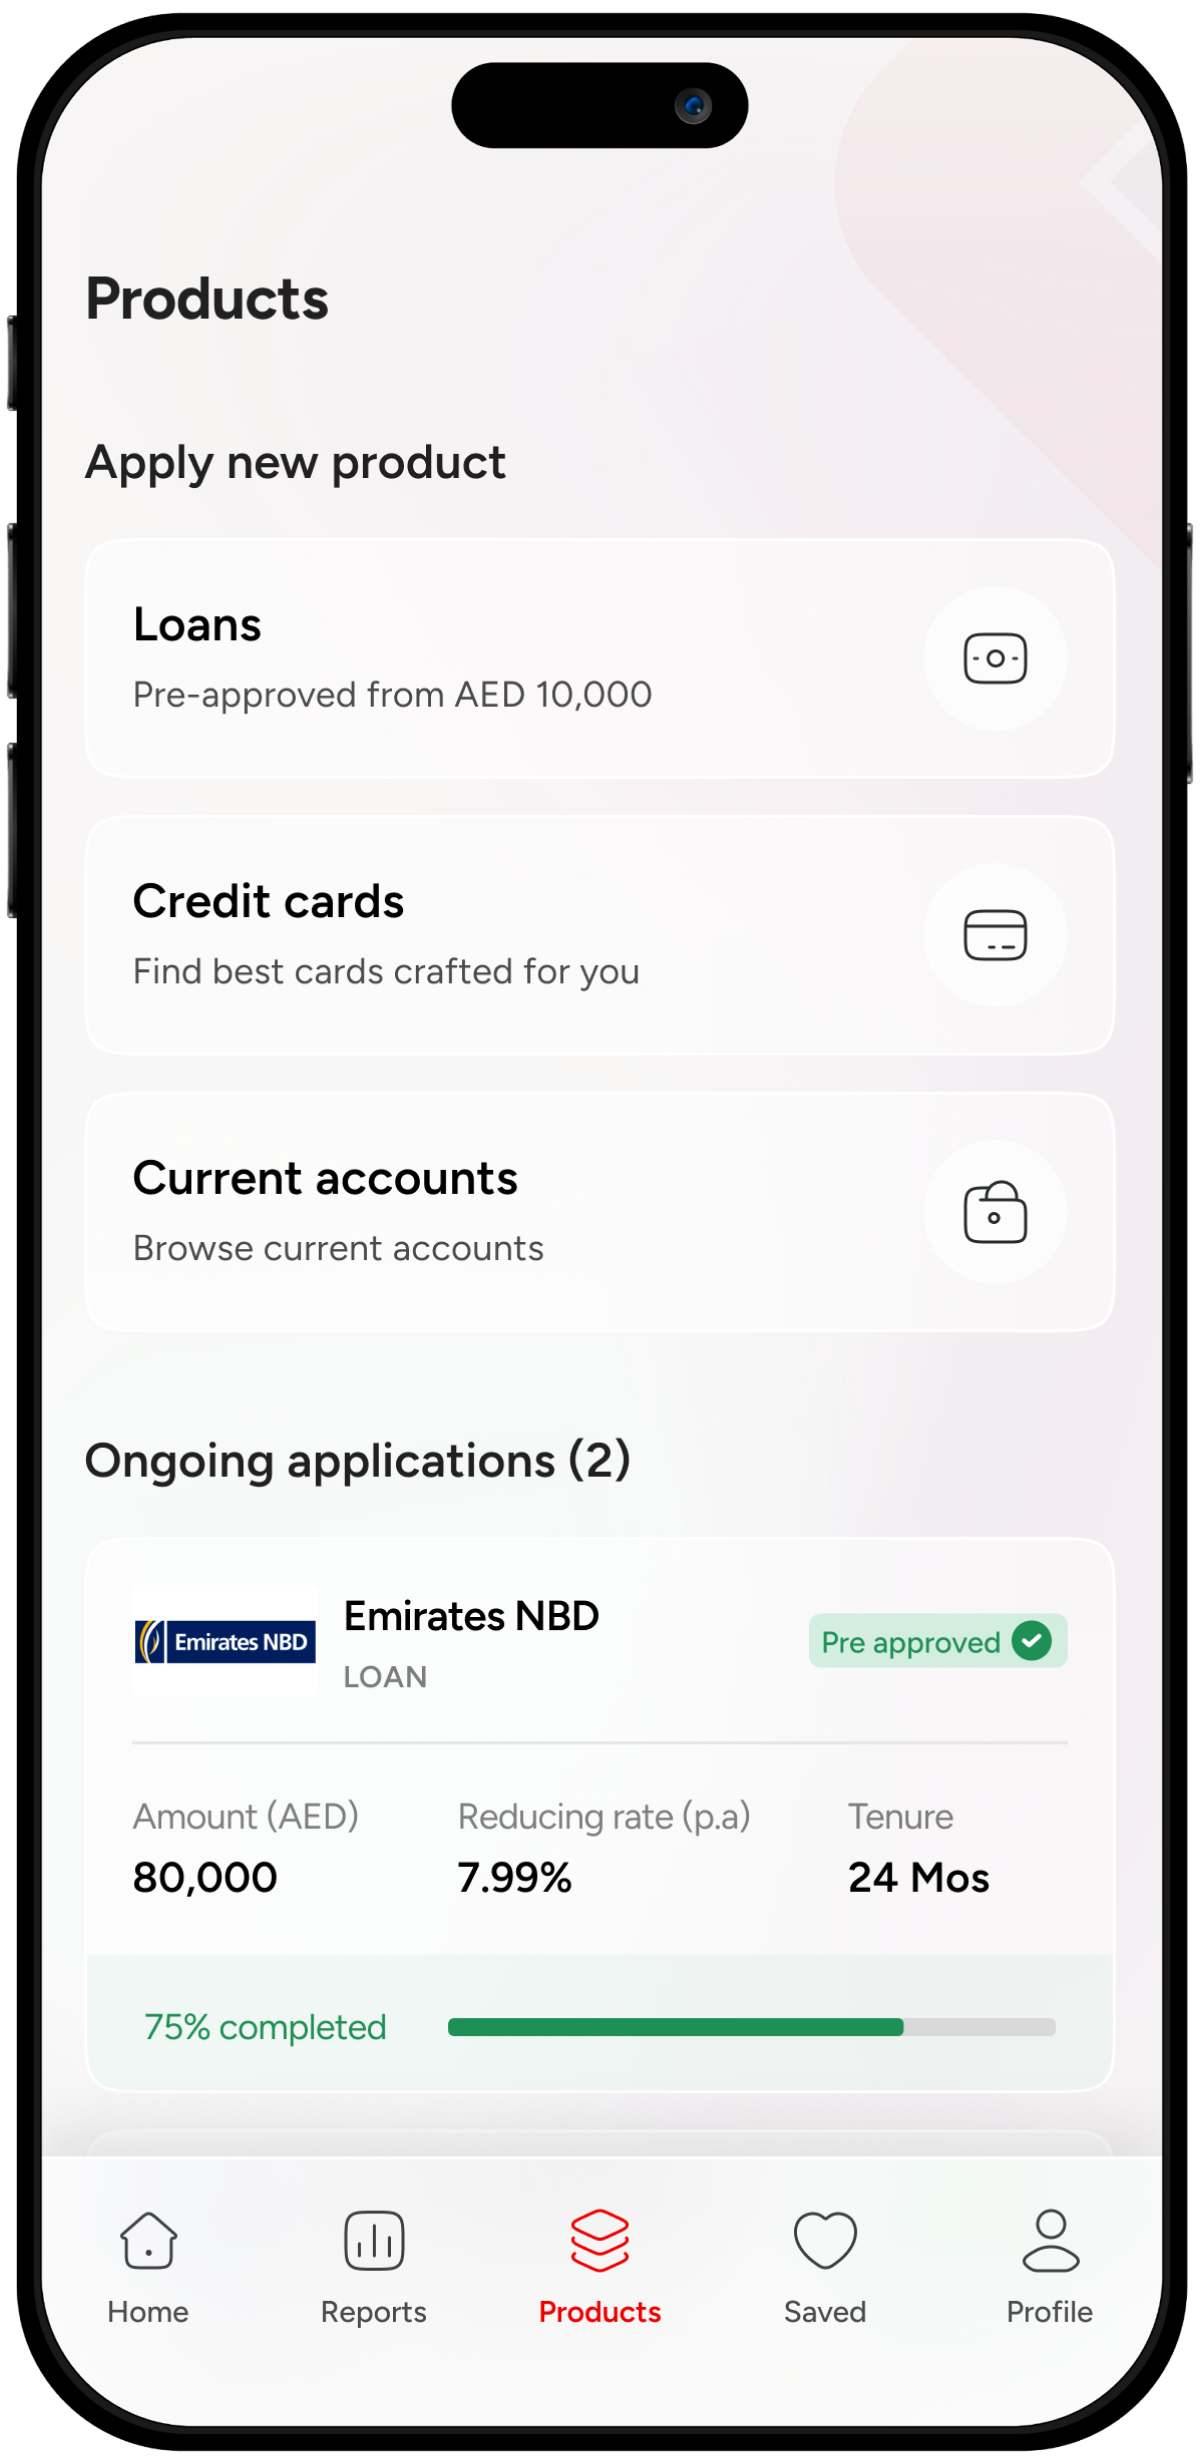 Products
Apply new product
Loans
Pre-approved from AED 10,000
Credit cards
Find best cards crafted for you
Current accounts
Browse current accounts
Ongoing applications (2)
Emirates NBD
Emirates NBD
Pre approved
LOAN
Amount (AED) Reducing rate (p.a) Tenure
80,000 7.99% 24 Mos
75% completed
Home Reports Products Saved Profile